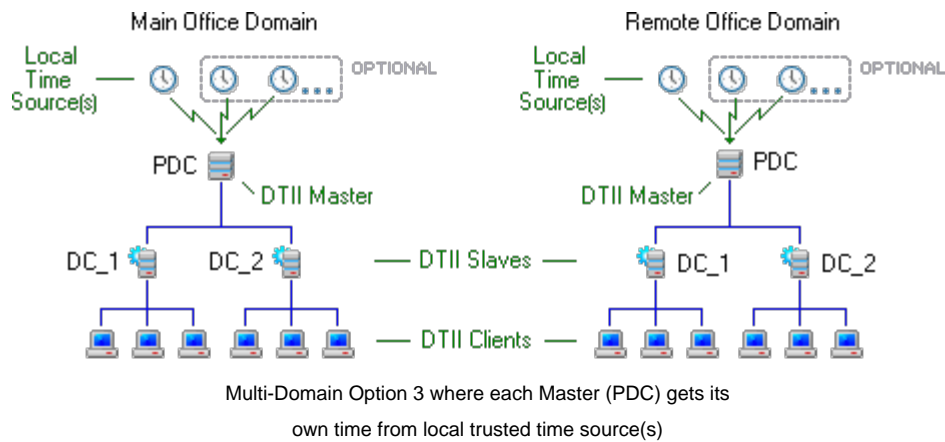 Main Office Domain Remote Office Domain
Local Time Source(s) OPTIONAL Local Time Source(s) OPTIONAL
PDC PDC
DTII Master DTII Master
DC_1 DC_2 DTII Slaves DC_1 DC_2
DTII Clients
Multi-Domain Option 3 where each Master (PDC) gets its
own time from local trusted time source(s)